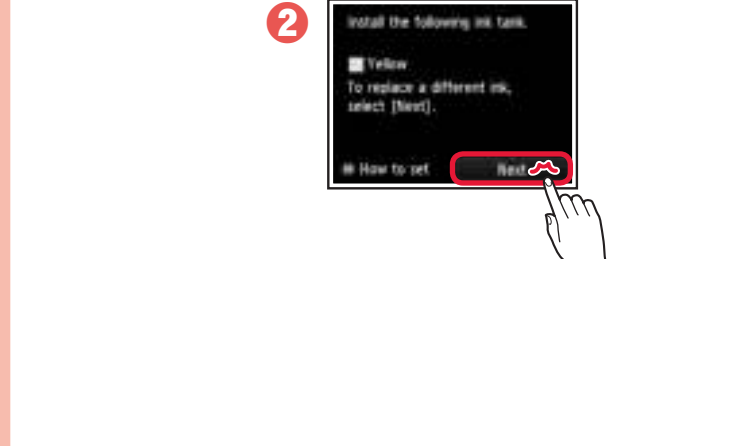 2
Install the following ink tank.
Yellow
To replace a different ink,
select [Next].
How to set
Next